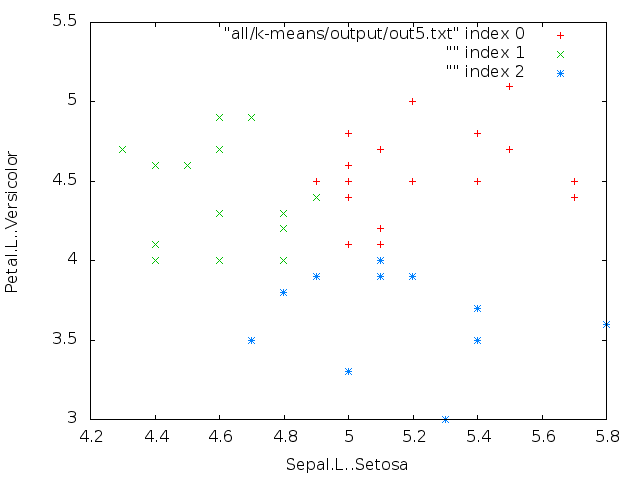 "all/k-means/output/out5.txt" index 0
"" index 1
"" index 2
5.5
5
4.5
4
3.5
3
Petal.L..Versicolor
4.2 4.4 4.6 4.8 5 5.2 5.4 5.6 5.8
Sepal.L..Setosa